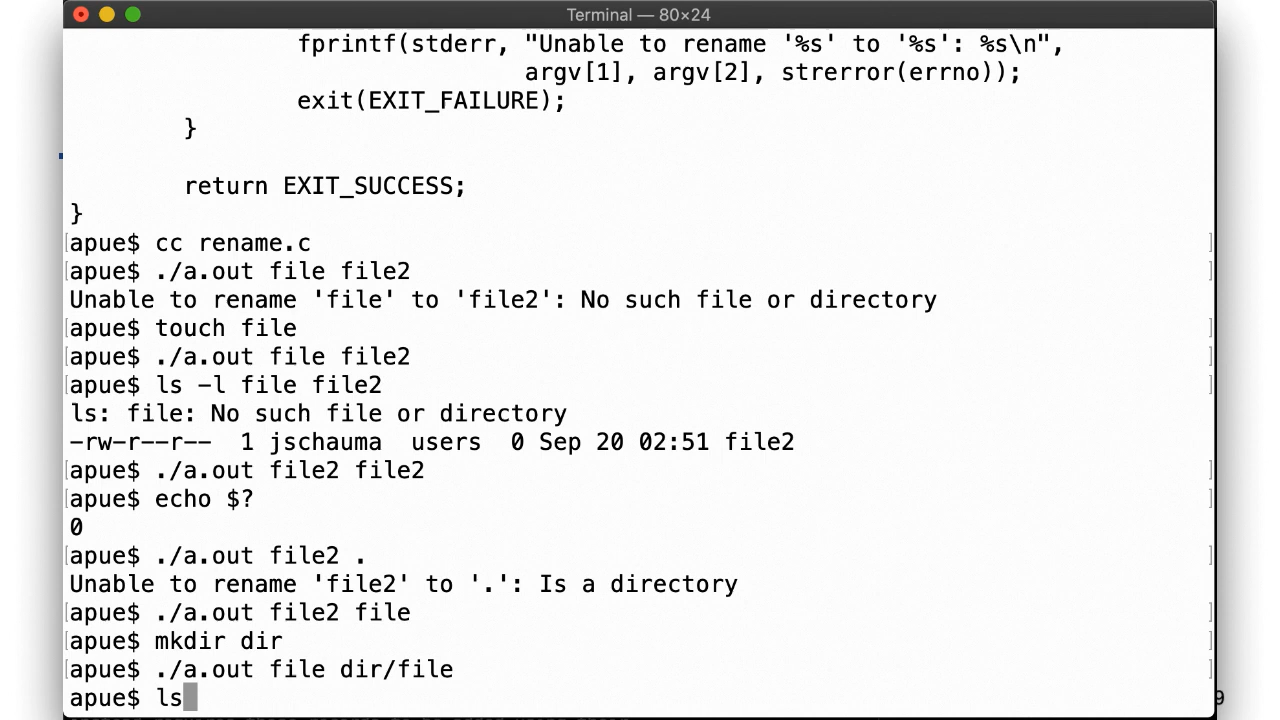 Terminal — 80×24
fprintf(stderr, "Unable to rename '%s' to '%s': %s\n",
argv[1], argv[2], strerror(errno));
exit(EXIT_FAILURE);
}
return EXIT_SUCCESS;
}
[apue$ cc rename.c ]
[apue$ ./a.out file file2 ]
Unable to rename 'file' to 'file2': No such file or directory
[apue$ touch file ]
[apue$ ./a.out file file2 ]
[apue$ ls -l file file2 ]
ls: file: No such file or directory
-rw-r--r--  1 jschauma  users  0 Sep 20 02:51 file2
[apue$ ./a.out file2 file2 ]
[apue$ echo $? ]
0
[apue$ ./a.out file2 . ]
Unable to rename 'file2' to '.': Is a directory
[apue$ ./a.out file2 file ]
[apue$ mkdir dir ]
[apue$ ./a.out file dir/file ]
apue$ ls
9